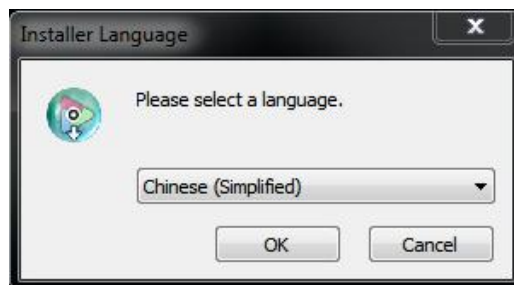 Installer Language
Please select a language.
Chinese (Simplified)
OK
Cancel